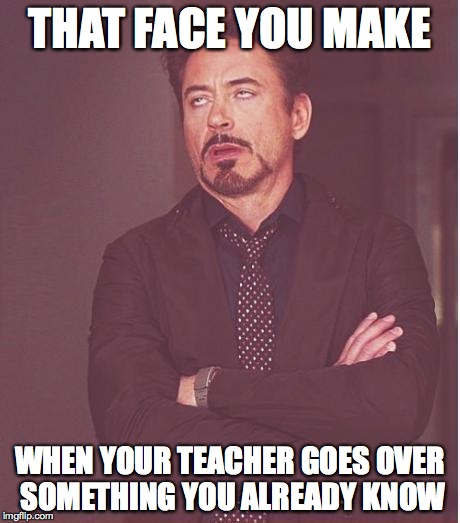 THAT FACE YOU MAKE
WHEN YOUR TEACHER GOES OVER
SOMETHING YOU ALREADY KNOW
imgflip.com